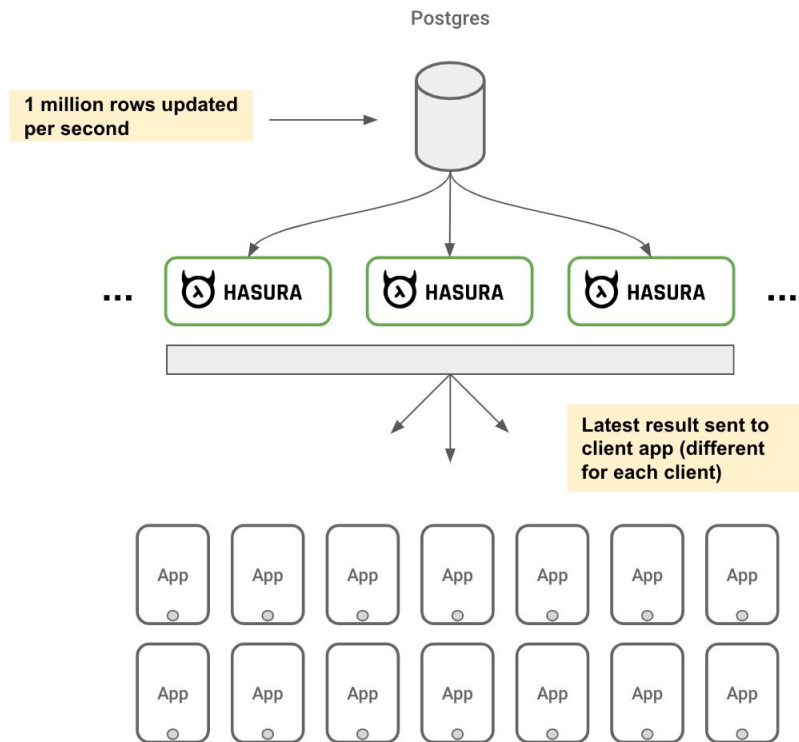 Postgres
1 million rows updated
per second
... HASURA HASURA HASURA ...
Latest result sent to
client app (different
for each client)
App App App App App App App
App App App App App App App